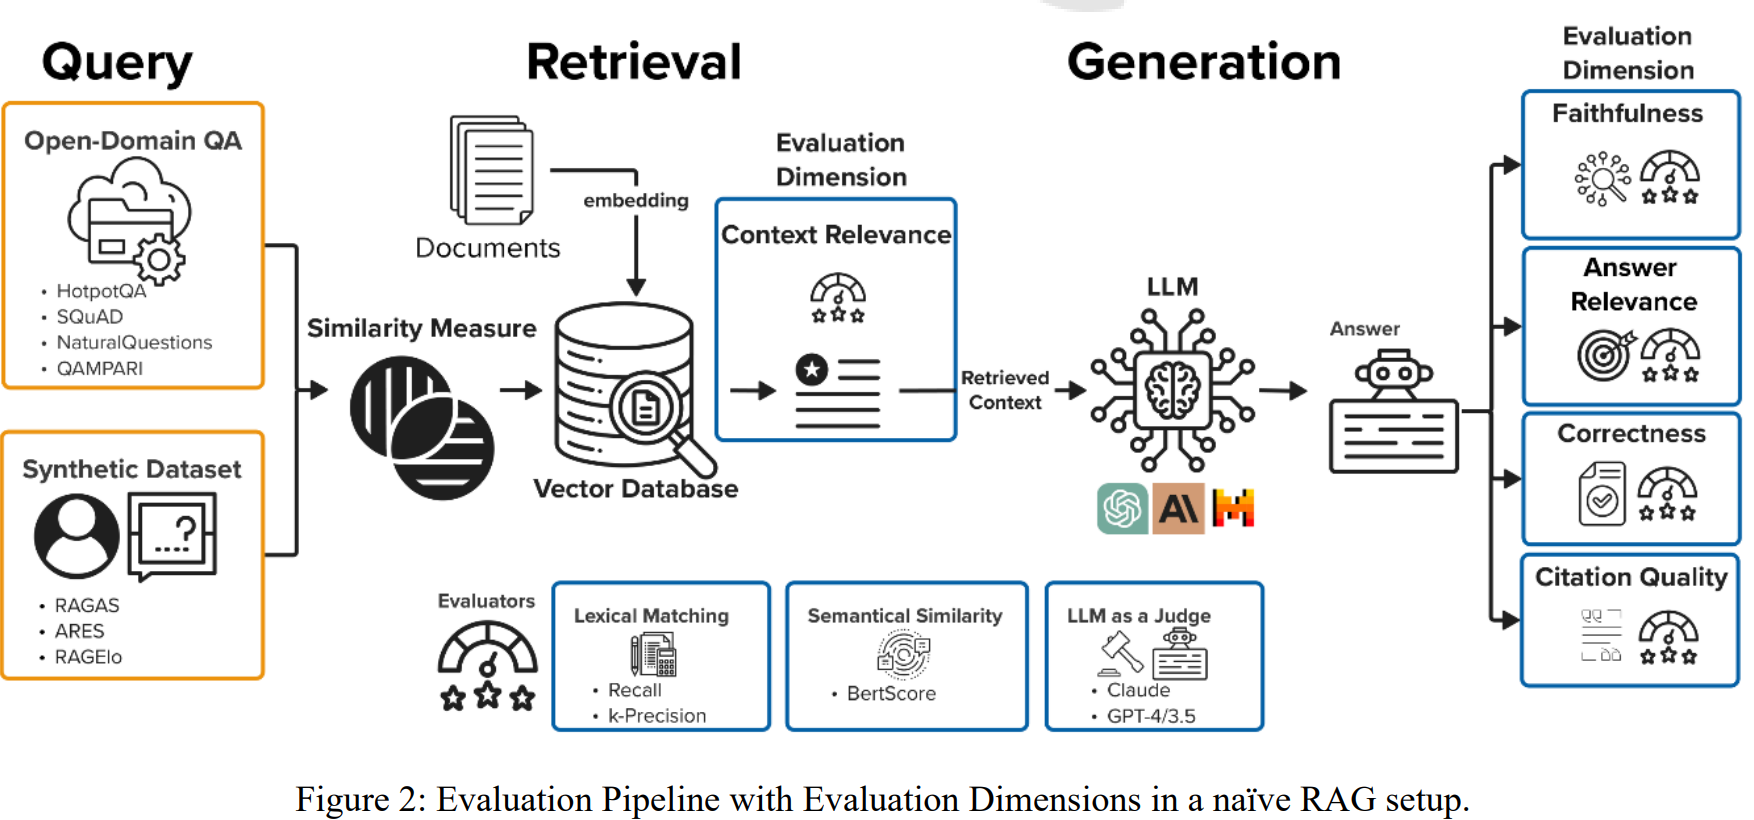 Query
Open-Domain QA
• HotpotQA
• SQuAD
• NaturalQuestions
• QAMPARI
Synthetic Dataset
?
• RAGAS
• ARES
• RAGElo
Retrieval
Documents
embedding
Similarity Measure
Vector Database
Evaluation
Dimension
Context Relevance
Retrieved
Context
Generation
LLM
Answer
Evaluation
Dimension
Faithfulness
Answer
Relevance
Correctness
Citation Quality
Evaluators
Lexical Matching
• Recall
• k-Precision
Semantical Similarity
• BertScore
LLM as a Judge
• Claude
• GPT-4/3.5
Figure 2: Evaluation Pipeline with Evaluation Dimensions in a naïve RAG setup.